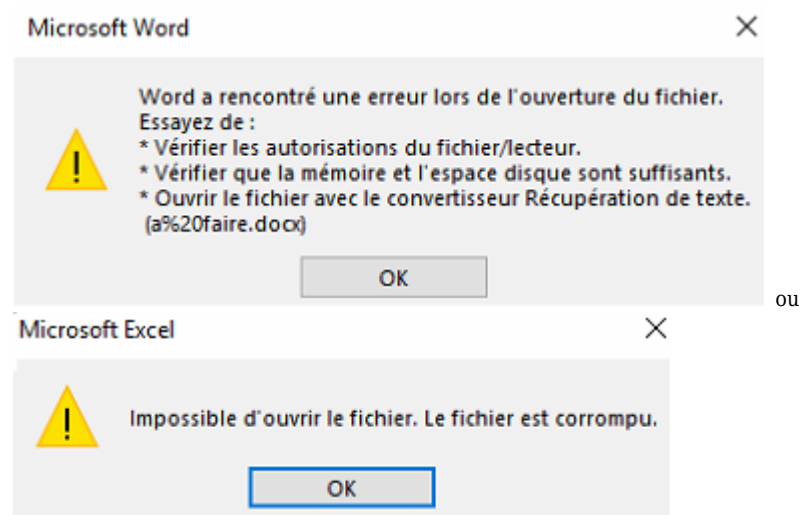 Microsoft Word
Word a rencontré une erreur lors de l'ouverture du fichier.
Essayez de :
* Vérifier les autorisations du fichier/lecteur.
* Vérifier que la mémoire et l'espace disque sont suffisants.
* Ouvrir le fichier avec le convertisseur Récupération de texte.
(a%20faire.docx)
OK
ou
Microsoft Excel
Impossible d'ouvrir le fichier. Le fichier est corrompu.
OK